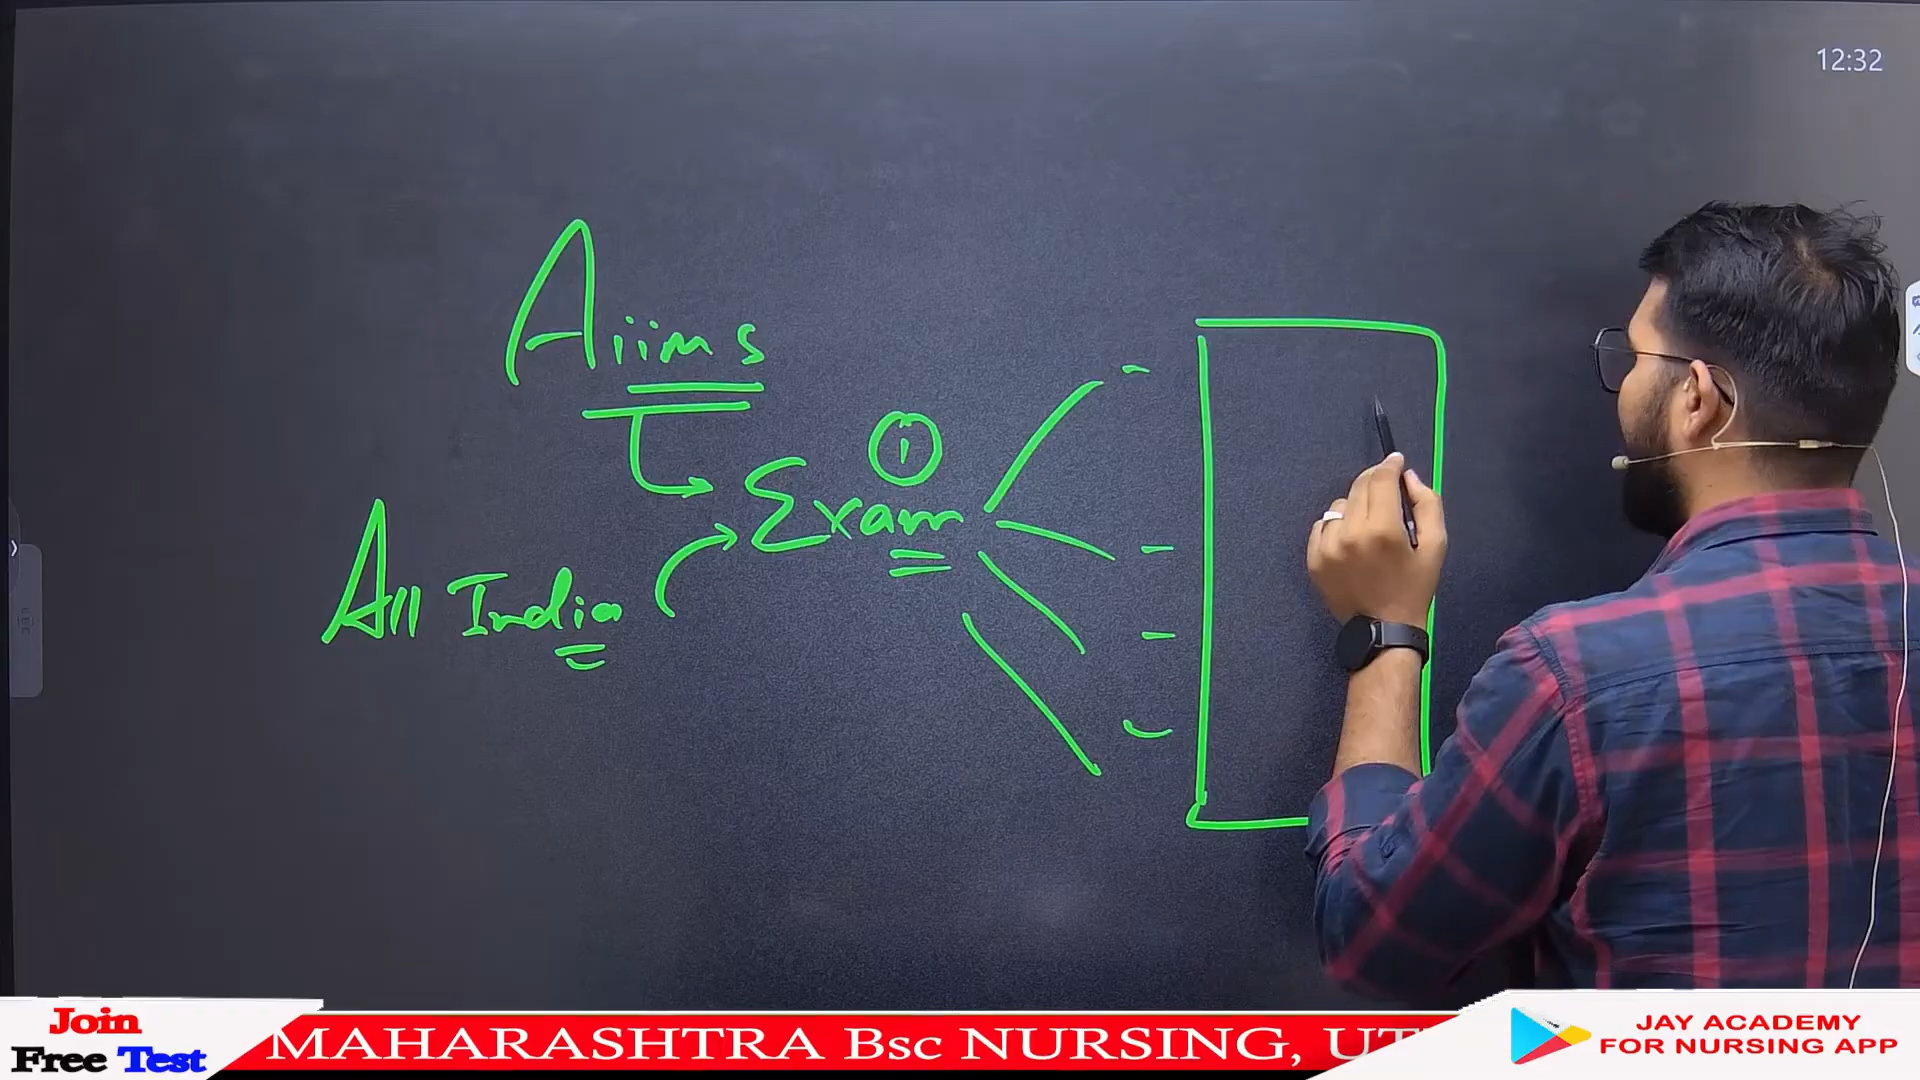 12:32
Aiims
①
Exam
All India
Join
Free Test
MAHARASHTRA Bsc NURSING, UT
JAY ACADEMY
FOR NURSING APP